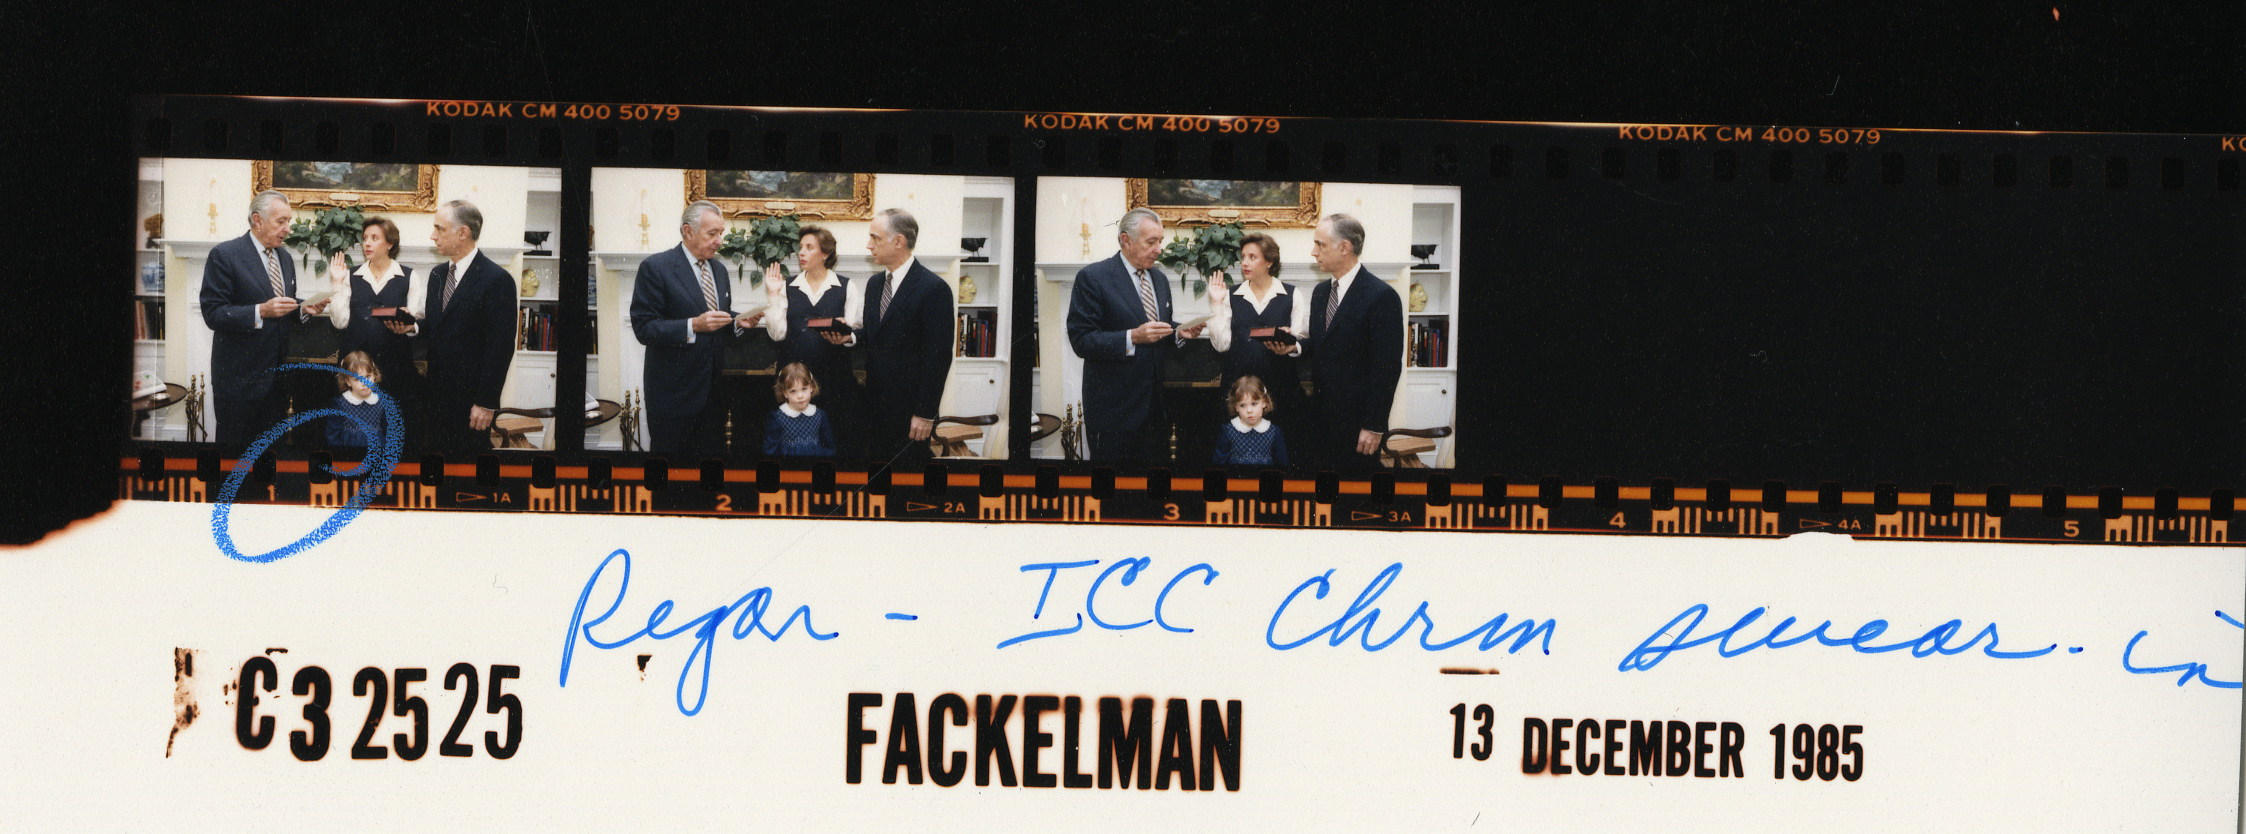 KODAK CM 400 5079 KODAK CM 400 5079 KODAK CM 400 5079
1 1A 2 2A 3 3A 4 4A 5
Regan - ICC Chrm swear-in
C32525 FACKELMAN 13 DECEMBER 1985